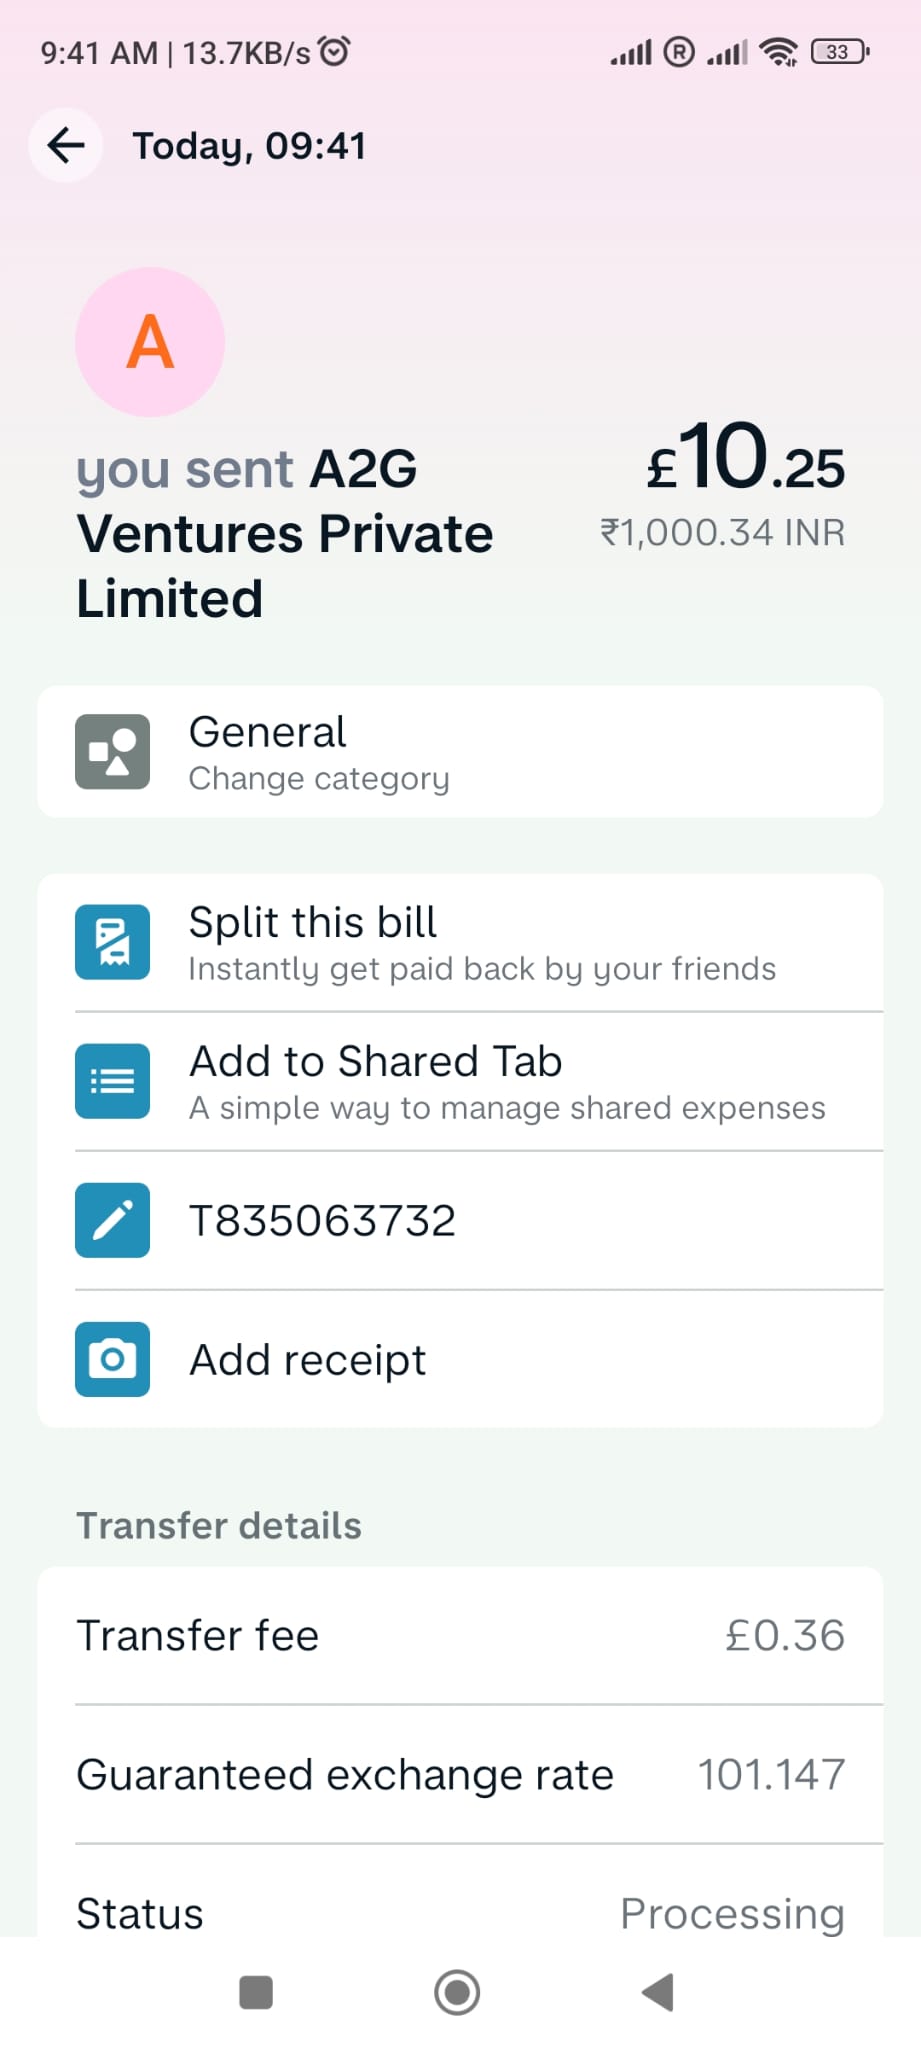 9:41 AM | 13.7KB/s
R
33
Today, 09:41
A
you sent A2G
Ventures Private
Limited
£10.25
₹1,000.34 INR
General
Change category
Split this bill
Instantly get paid back by your friends
Add to Shared Tab
A simple way to manage shared expenses
T835063732
Add receipt
Transfer details
Transfer fee £0.36
Guaranteed exchange rate 101.147
Status Processing